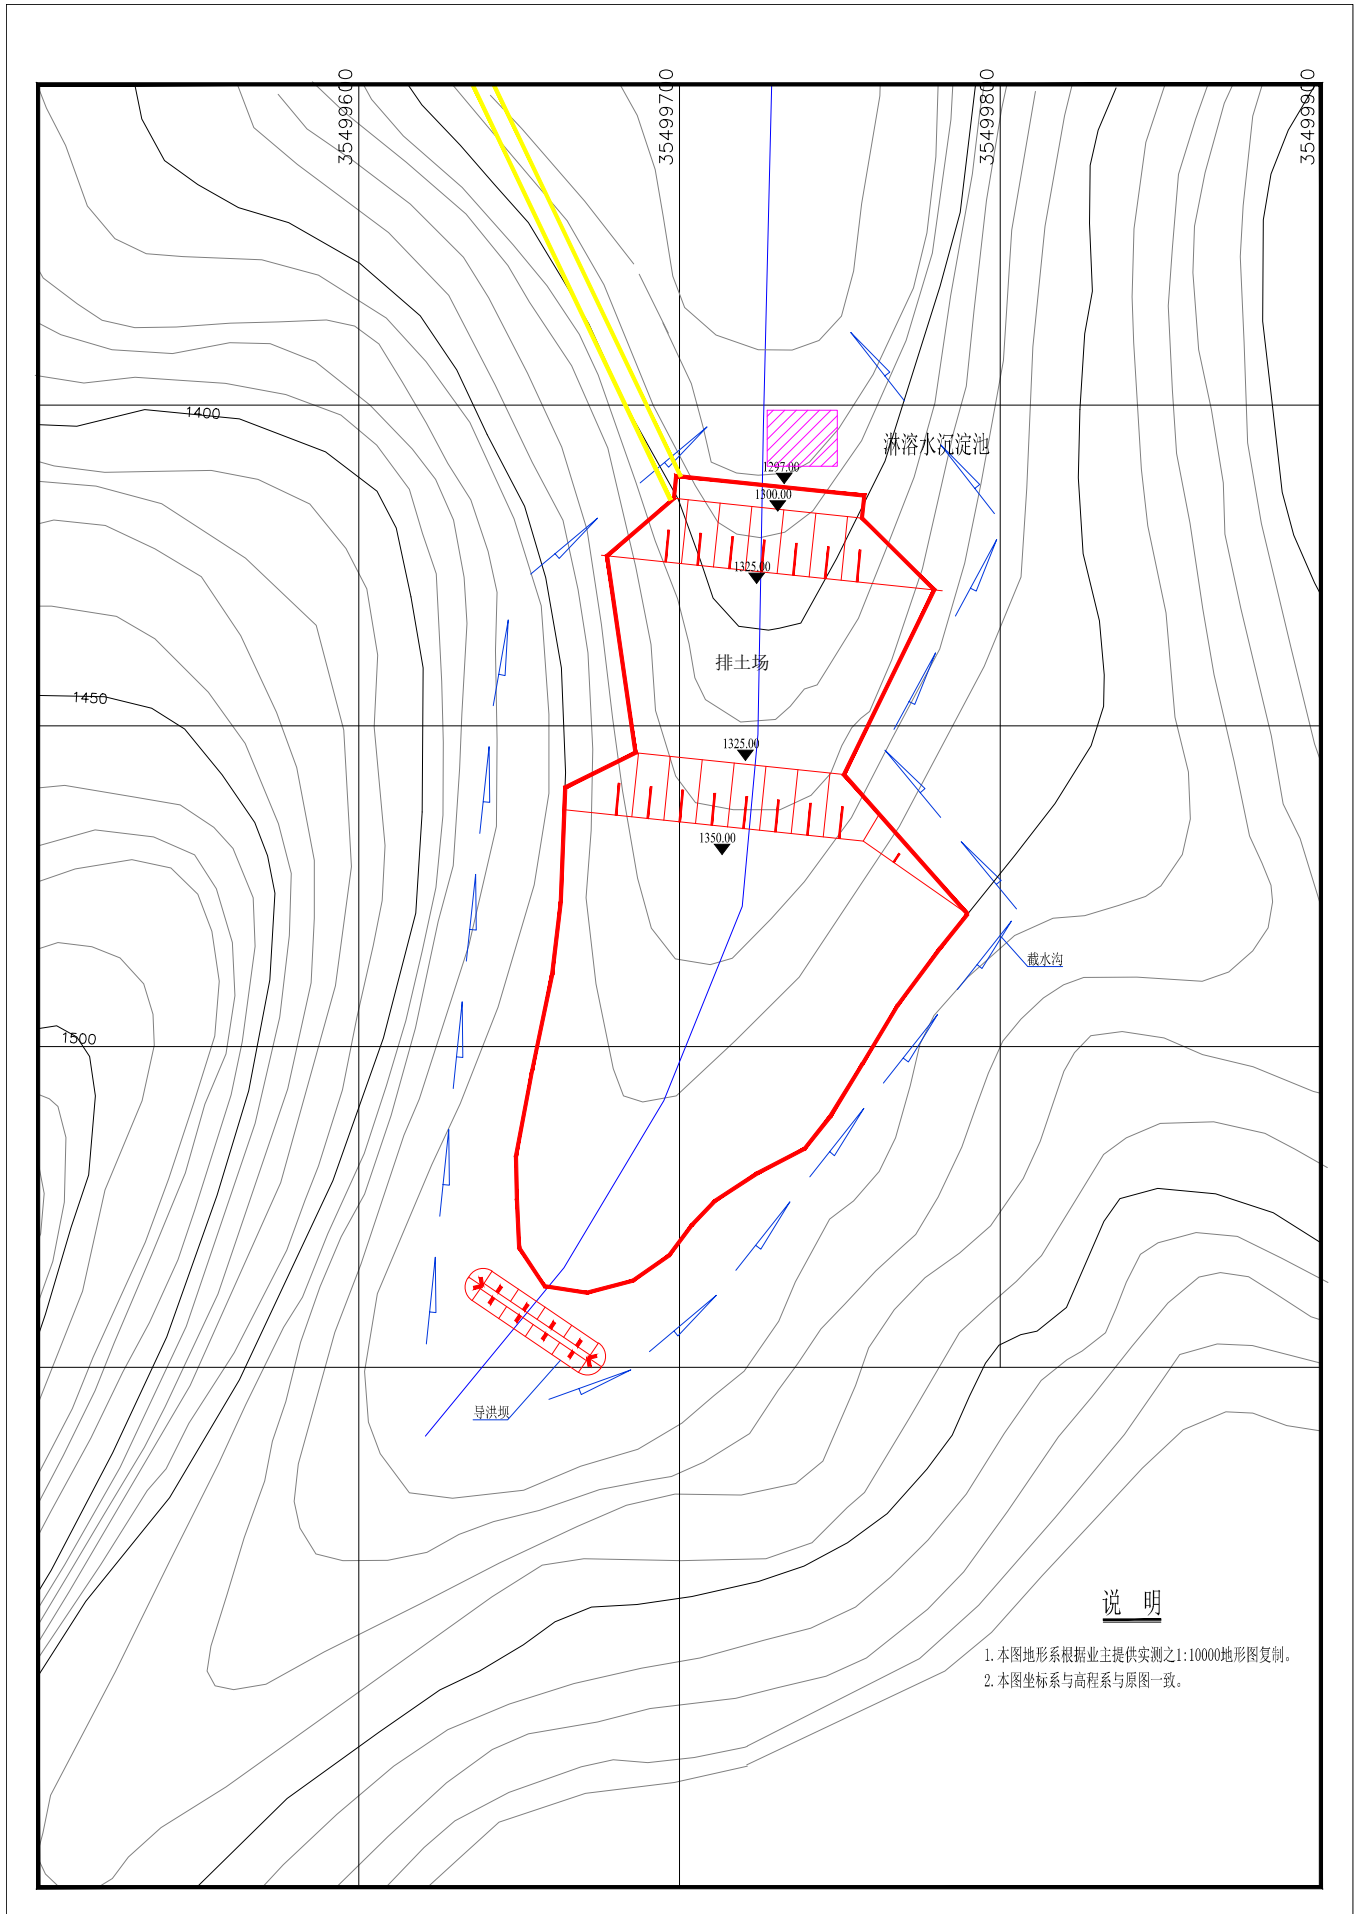 35499600
35499700
35499800
35499900
1400
淋溶水沉淀池
1297.00
1300.00
1325.00
排土场
1450
1325.00
1350.00
截水沟
1500
导洪坝
说 明
1.本图地形系根据业主提供实测之1:10000地形图复制。
2.本图坐标系与高程系与原图一致。